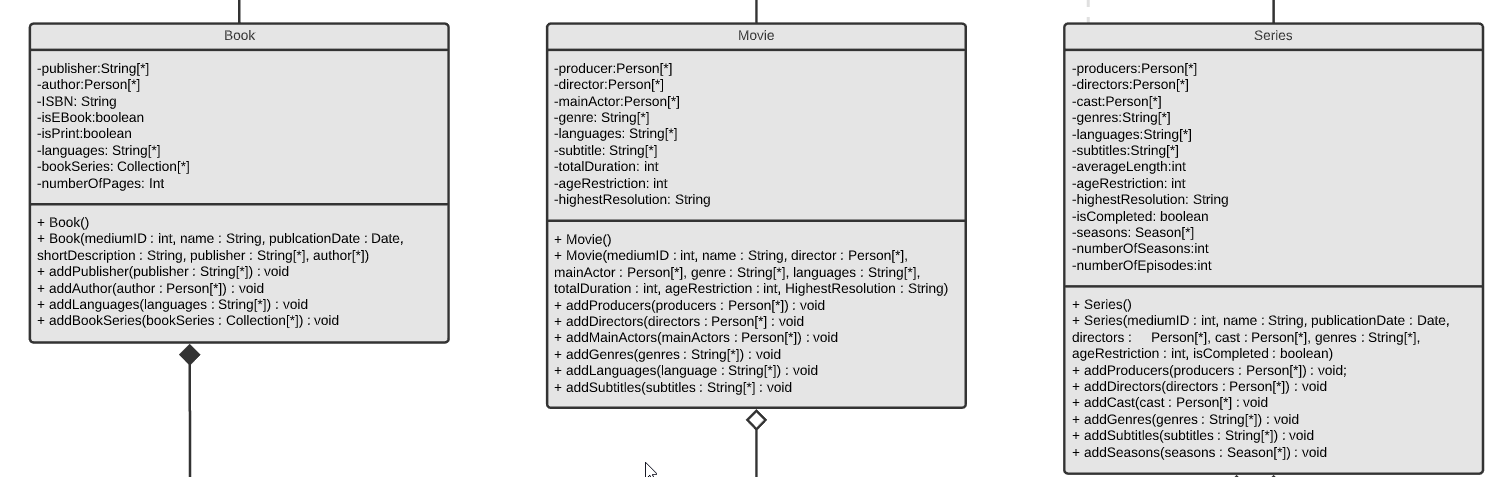 Book
-publisher:String[*]
-author:Person[*]
-ISBN: String
-isEBook:boolean
-isPrint:boolean
-languages: String[*]
-bookSeries: Collection[*]
-numberOfPages: Int
+ Book()
+ Book(mediumID : int, name : String, publcationDate : Date,
shortDescription : String, publisher : String[*], author[*])
+ addPublisher(publisher : String[*]) : void
+ addAuthor(author : Person[*]) : void
+ addLanguages(languages : String[*]) : void
+ addBookSeries(bookSeries : Collection[*]) : void
Movie
-producer:Person[*]
-director:Person[*]
-mainActor:Person[*]
-genre: String[*]
-languages: String[*]
-subtitle: String[*]
-totalDuration: int
-ageRestriction: int
-highestResolution: String
+ Movie()
+ Movie(mediumID : int, name : String, director : Person[*],
mainActor : Person[*], genre : String[*], languages : String[*],
totalDuration : int, ageRestriction : int, HighestResolution : String)
+ addProducers(producers : Person[*]) : void
+ addDirectors(directors : Person[*] : void
+ addMainActors(mainActors : Person[*]) : void
+ addGenres(genres : String[*]) : void
+ addLanguages(language : String[*]) : void
+ addSubtitles(subtitles : String[*] : void
Series
-producers:Person[*]
-directors:Person[*]
-cast:Person[*]
-genres:String[*]
-languages:String[*]
-subtitles:String[*]
-averageLength:int
-ageRestriction: int
-highestResolution: String
-isCompleted: boolean
-seasons: Season[*]
-numberOfSeasons:int
-numberOfEpisodes:int
+ Series()
+ Series(mediumID : int, name : String, publicationDate : Date,
directors :     Person[*], cast : Person[*], genres : String[*],
ageRestriction : int, isCompleted : boolean)
+ addProducers(producers : Person[*]) : void;
+ addDirectors(directors : Person[*]) : void
+ addCast(cast : Person[*] : void
+ addGenres(genres : String[*]) : void
+ addSubtitles(subtitles : String[*]) : void
+ addSeasons(seasons : Season[*]) : void